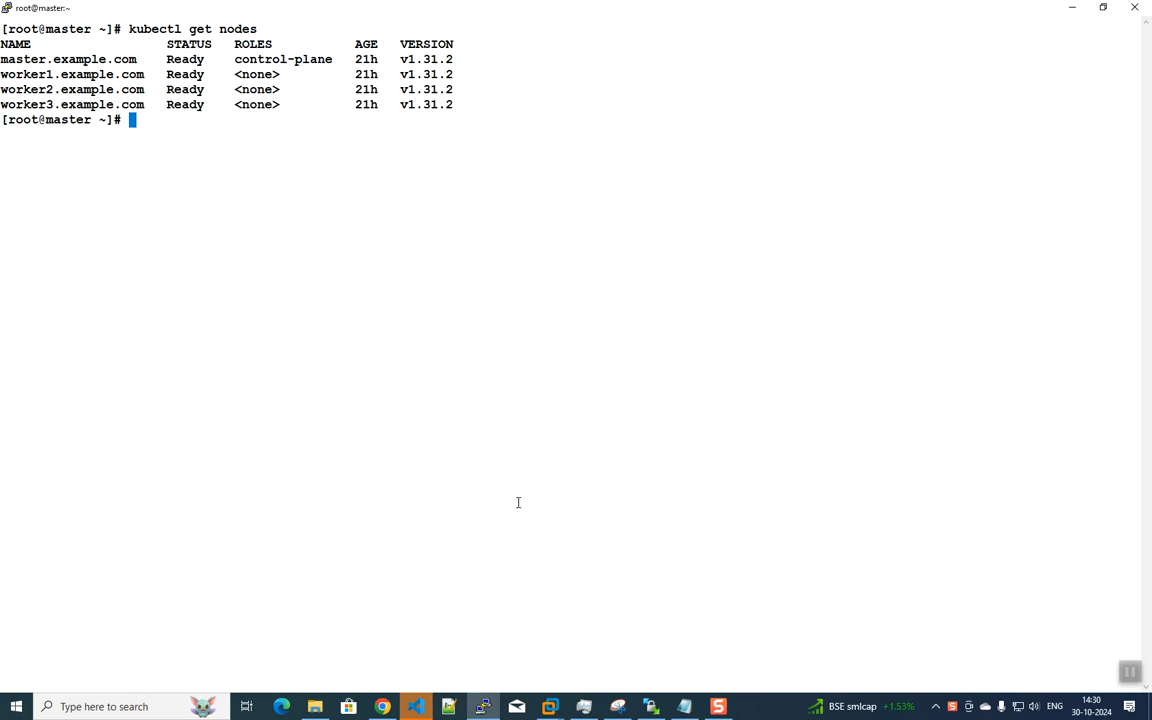 root@master:~
[root@master ~]# kubectl get nodes
NAME STATUS ROLES AGE VERSION
master.example.com Ready control-plane 21h v1.31.2
worker1.example.com Ready <none> 21h v1.31.2
worker2.example.com Ready <none> 21h v1.31.2
worker3.example.com Ready <none> 21h v1.31.2
[root@master ~]#
Type here to search
BSE smlcap +1.53%
ENG
14:30
30-10-2024